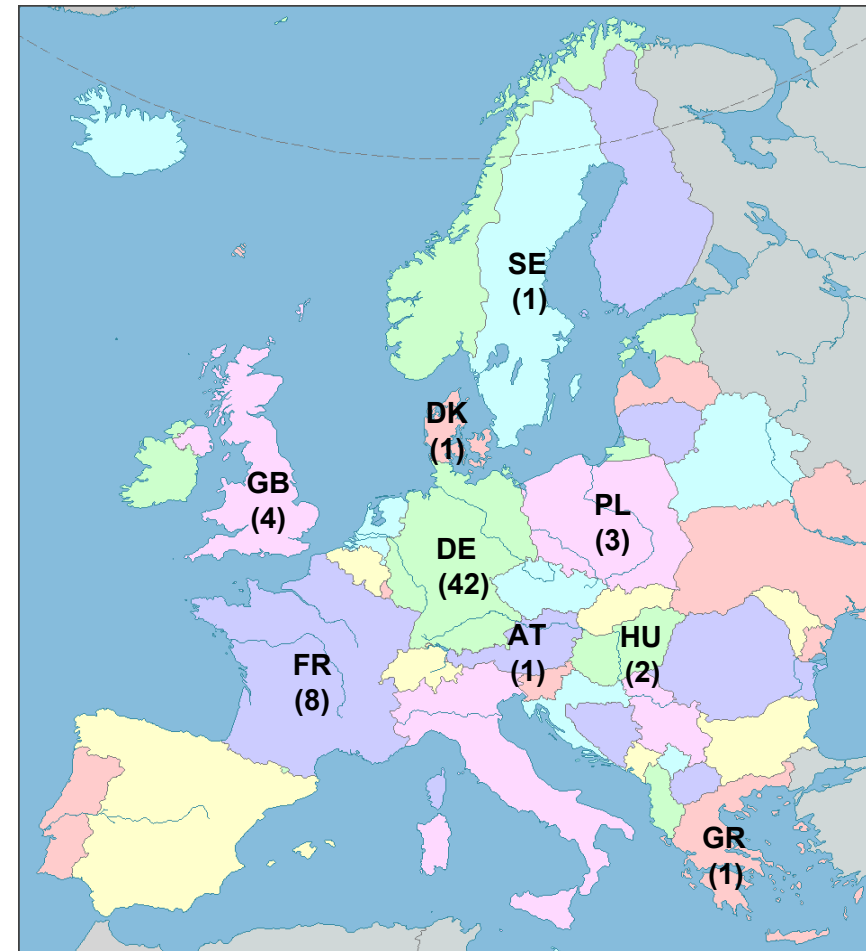 SE
(1)
DK
(1)
GB
(4)
PL
(3)
DE
(42)
AT
(1)
HU
(2)
FR
(8)
GR
(1)